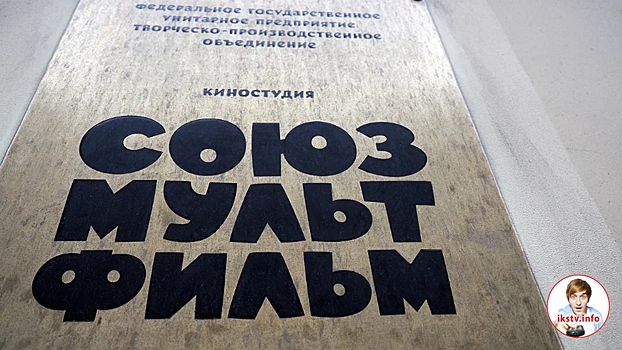 ФЕДЕРАЛЬНОЕ ГОСУДАРСТВЕННОЕ
УНИТАРНОЕ ПРЕДПРИЯТИЕ
ТВОРЧЕСКО-ПРОИЗВОДСТВЕННОЕ
ОБЪЕДИНЕНИЕ
КИНОСТУДИЯ
СОЮЗ
МУЛЬТ
ФИЛЬМ
ikstv.info